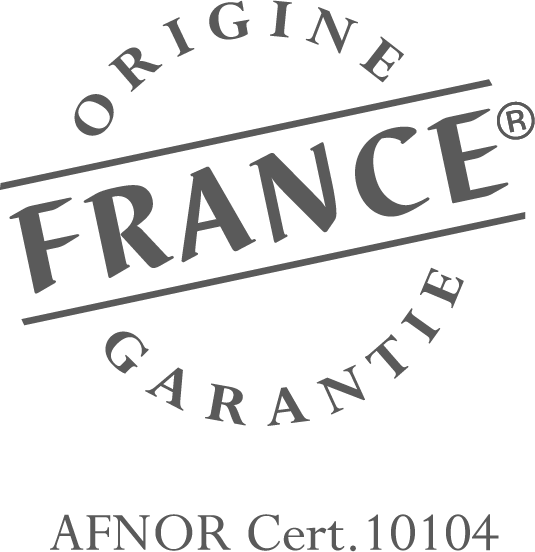 ORIGINE
FRANCE®
GARANTIE
AFNOR Cert. 10104